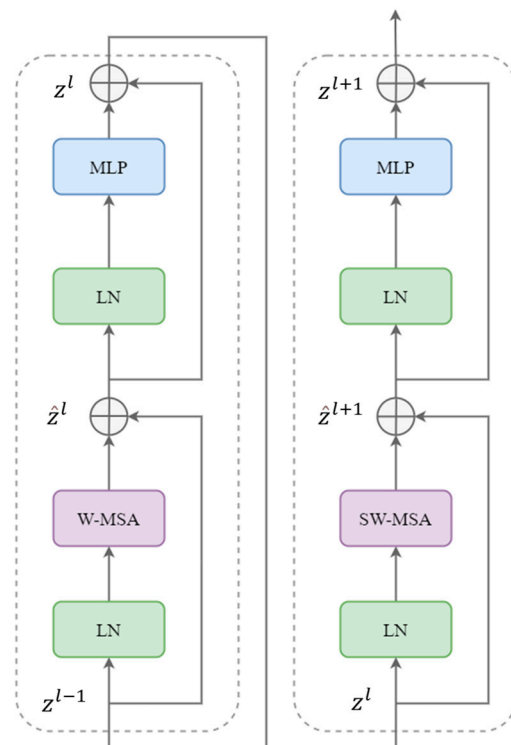 z^l
MLP
LN
ẑ^l
W-MSA
LN
z^{l−1}
z^{l+1}
MLP
LN
ẑ^{l+1}
SW-MSA
LN
z^l